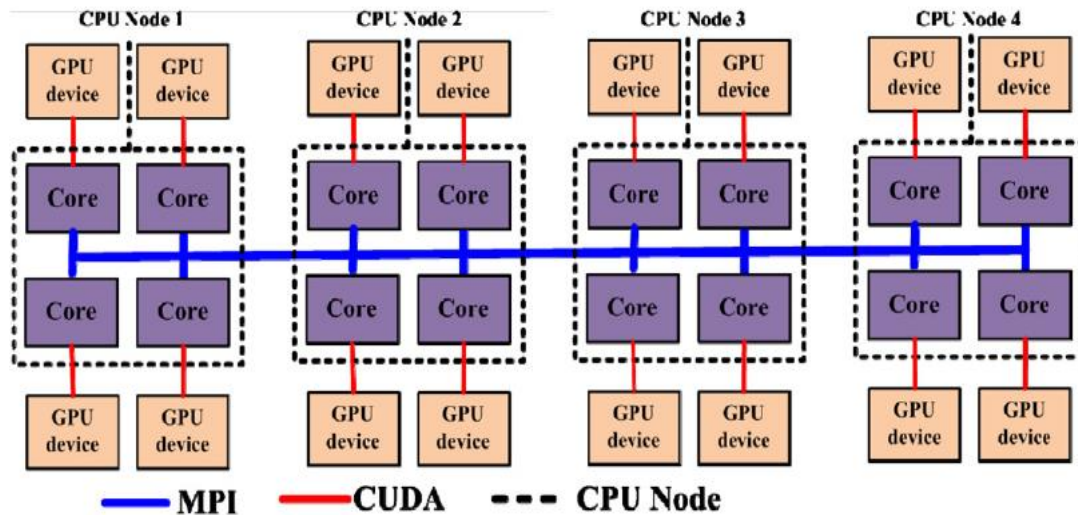 CPU Node 1 CPU Node 2 CPU Node 3 CPU Node 4
GPU device GPU device GPU device GPU device GPU device GPU device GPU device GPU device
Core Core Core Core Core Core Core Core
Core Core Core Core Core Core Core Core
GPU device GPU device GPU device GPU device GPU device GPU device GPU device GPU device
MPI CUDA CPU Node